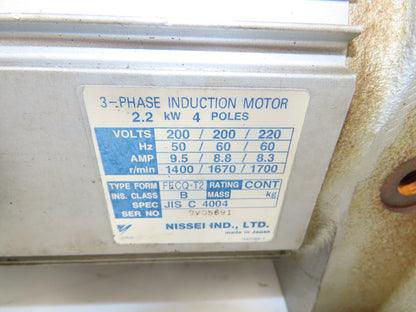 3-PHASE INDUCTION MOTOR
2.2 kW 4 POLES
VOLTS 200 / 200 / 220
Hz 50 / 60 / 60
AMP 9.5 / 8.8 / 8.3
r/min 1400 / 1670 / 1700
TYPE FORM FECQ-T2 RATING CONT
INS. CLASS B MASS kg
SPEC JIS C 4004
SER NO
NISSEI IND., LTD.
made in Japan